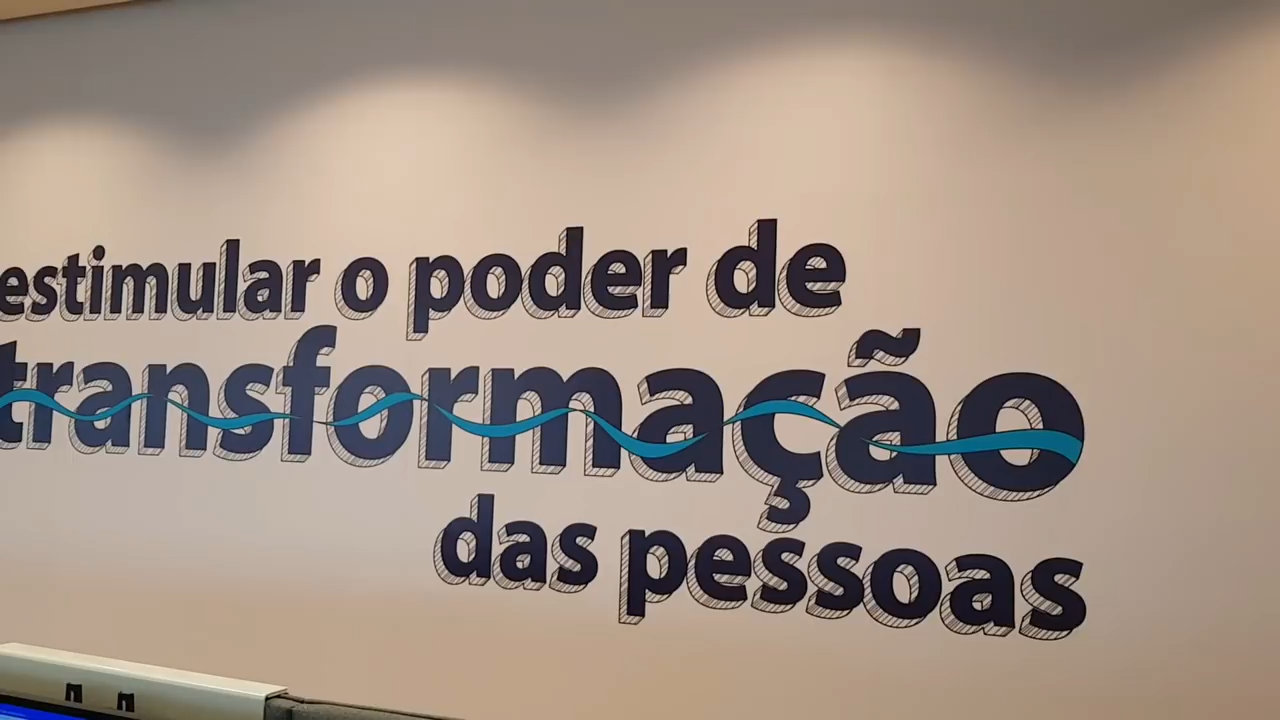 estimular o poder de
transformação
das pessoas